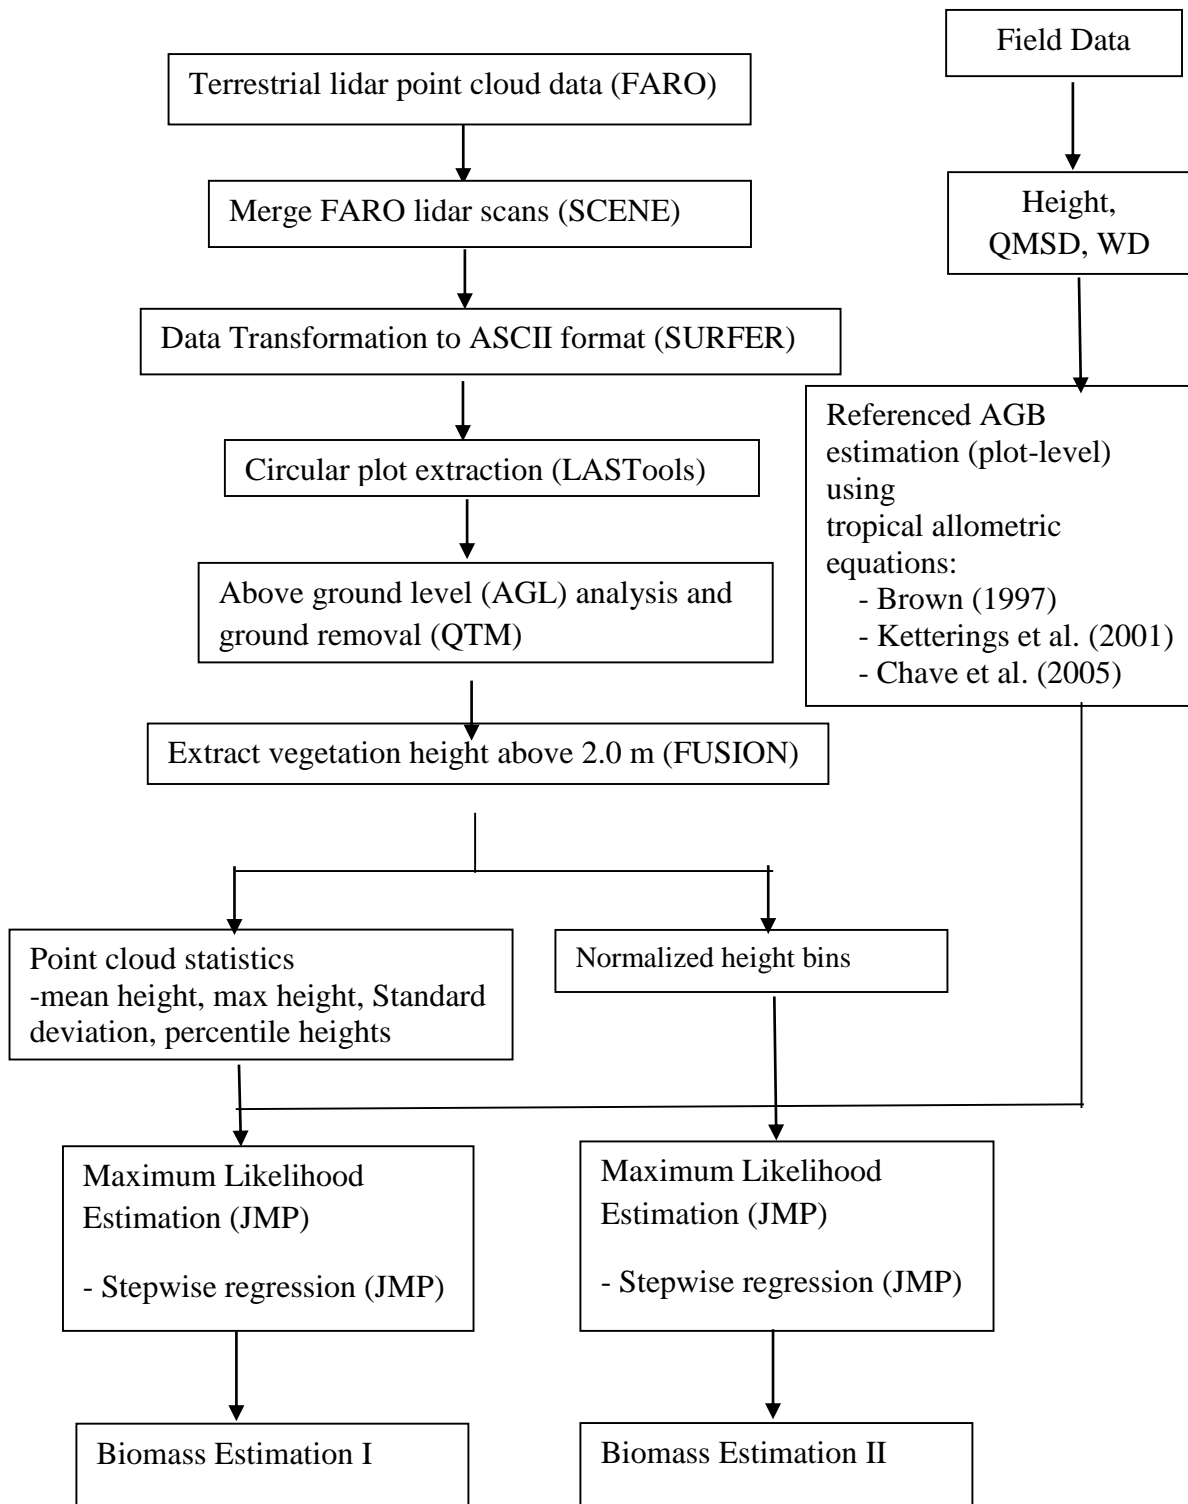 Field Data
Terrestrial lidar point cloud data (FARO)
Merge FARO lidar scans (SCENE)
Height,
QMSD, WD
Data Transformation to ASCII format (SURFER)
Referenced AGB
estimation (plot-level)
using
tropical allometric
equations:
- Brown (1997)
- Ketterings et al. (2001)
- Chave et al. (2005)
Circular plot extraction (LASTools)
Above ground level (AGL) analysis and
ground removal (QTM)
Extract vegetation height above 2.0 m (FUSION)
Point cloud statistics
-mean height, max height, Standard
deviation, percentile heights
Normalized height bins
Maximum Likelihood
Estimation (JMP)
- Stepwise regression (JMP)
Maximum Likelihood
Estimation (JMP)
- Stepwise regression (JMP)
Biomass Estimation I
Biomass Estimation II